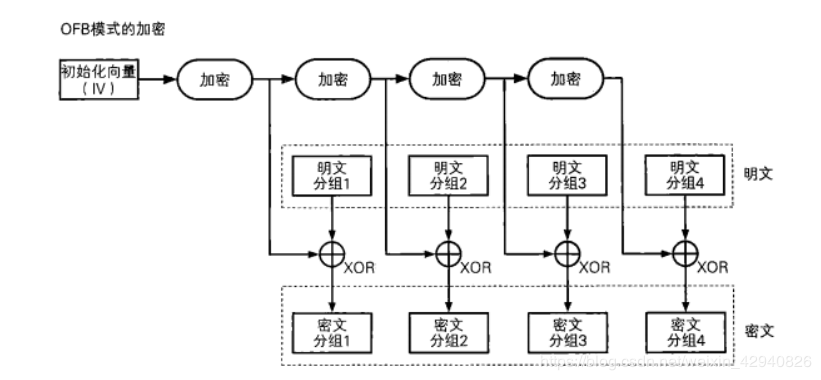 OFB模式的加密
初始化向量
(IV)
加密
加密
加密
加密
明文
分组1
明文
分组2
明文
分组3
明文
分组4
明文
XOR
XOR
XOR
XOR
密文
分组1
密文
分组2
密文
分组3
密文
分组4
密文
https://blog.csdn.net/weixin_42940826